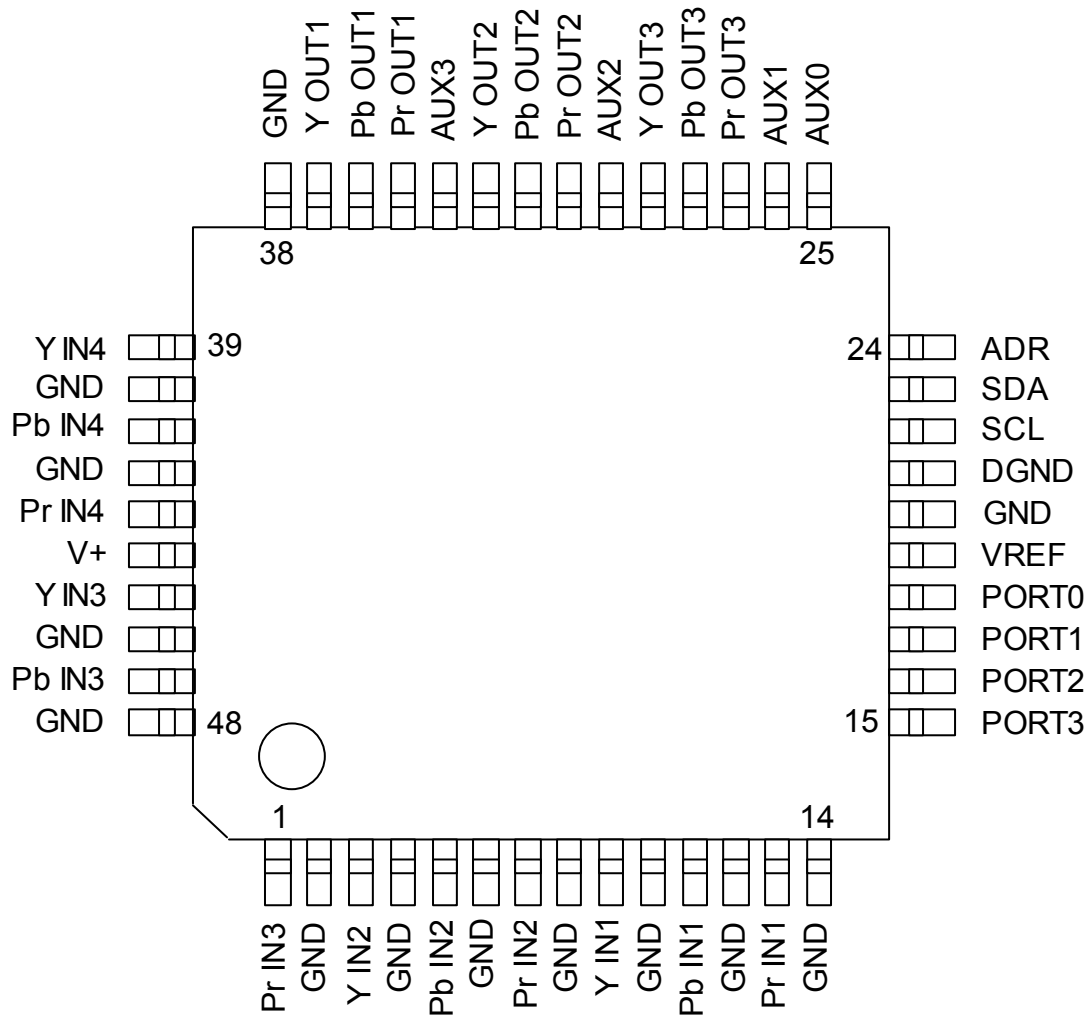 GND
Y OUT1
Pb OUT1
Pr OUT1
AUX3
Y OUT2
Pb OUT2
Pr OUT2
AUX2
Y OUT3
Pb OUT3
Pr OUT3
AUX1
AUX0
38
25
Y IN4
39
24
ADR
GND
SDA
Pb IN4
SCL
GND
DGND
Pr IN4
GND
V+
VREF
Y IN3
PORT0
GND
PORT1
Pb IN3
PORT2
GND
48
15
PORT3
1
14
Pr IN3
GND
Y IN2
GND
Pb IN2
GND
Pr IN2
GND
Y IN1
GND
Pb IN1
GND
Pr IN1
GND